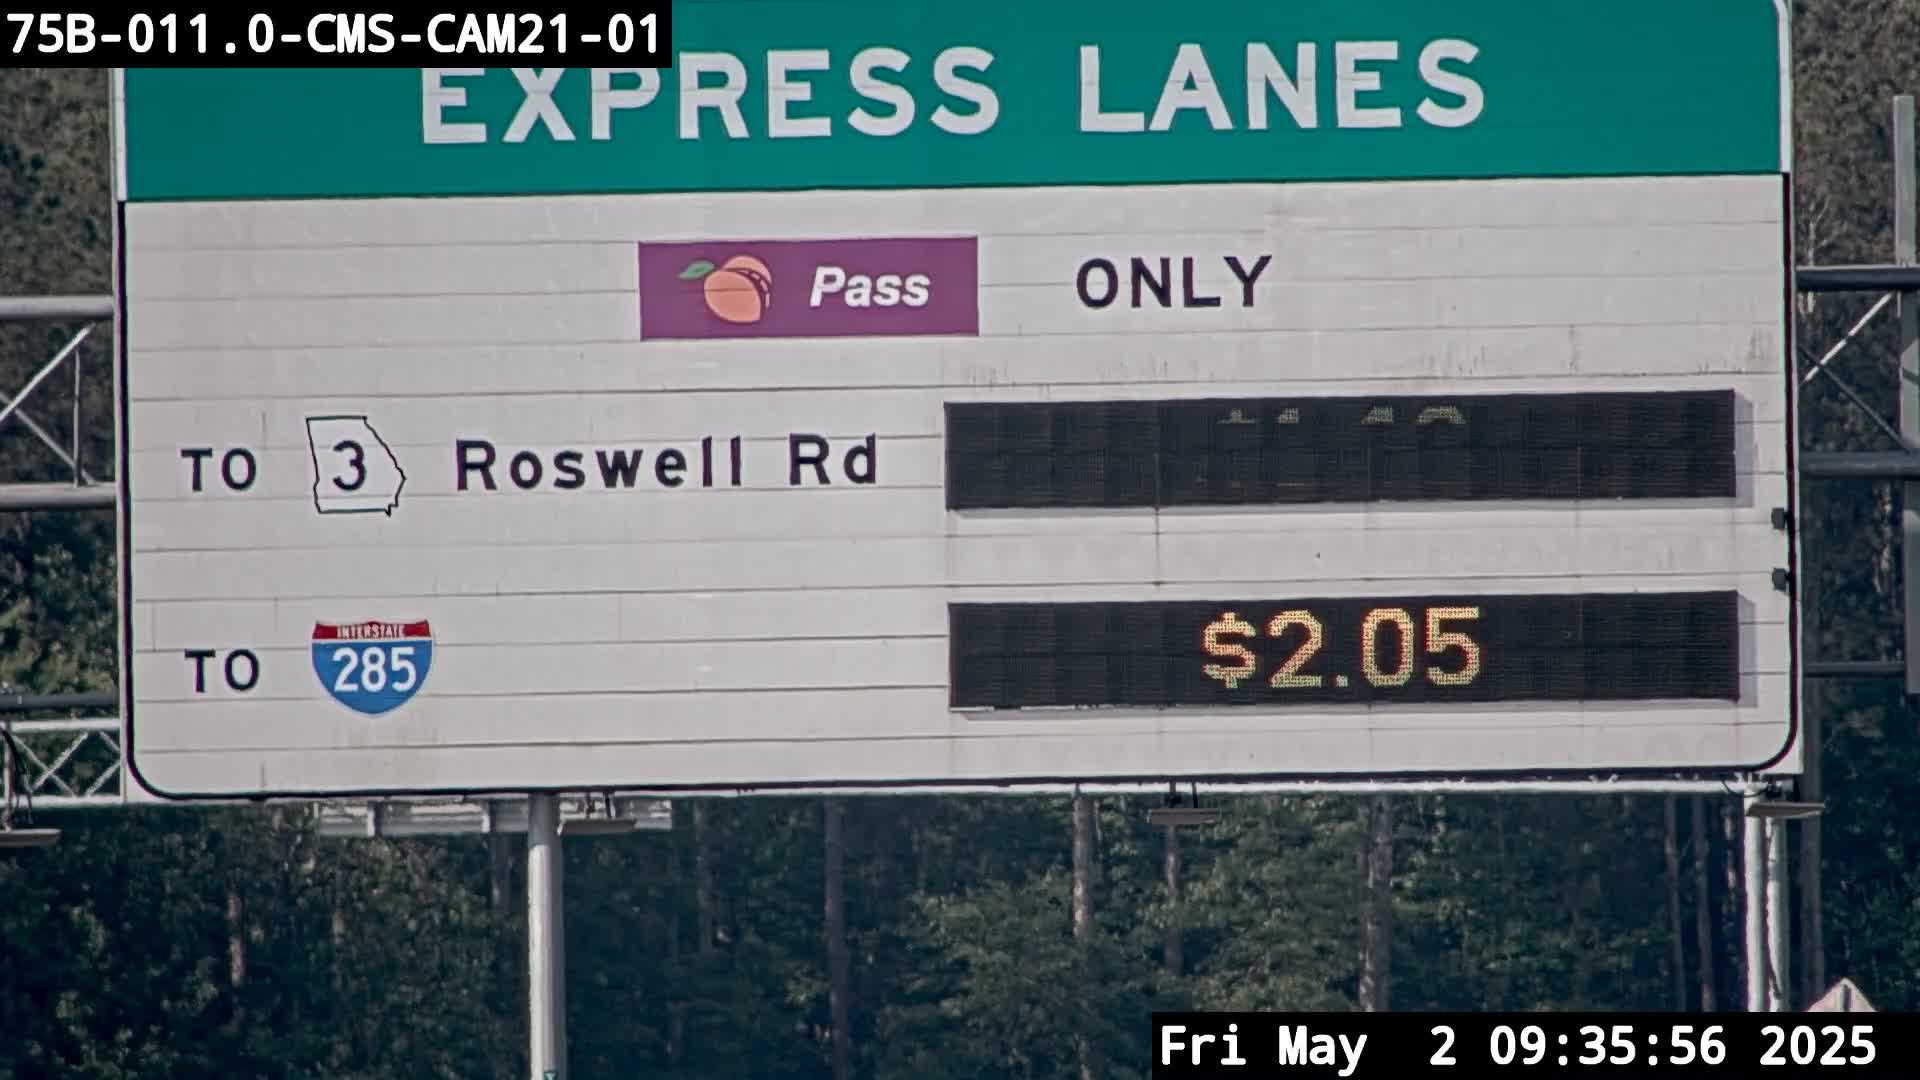 75B-011.0-CMS-CAM21-01
EXPRESS LANES
Pass ONLY
TO 3 Roswell Rd
TO INTERSTATE 285 $2.05
Fri May 2 09:35:56 2025